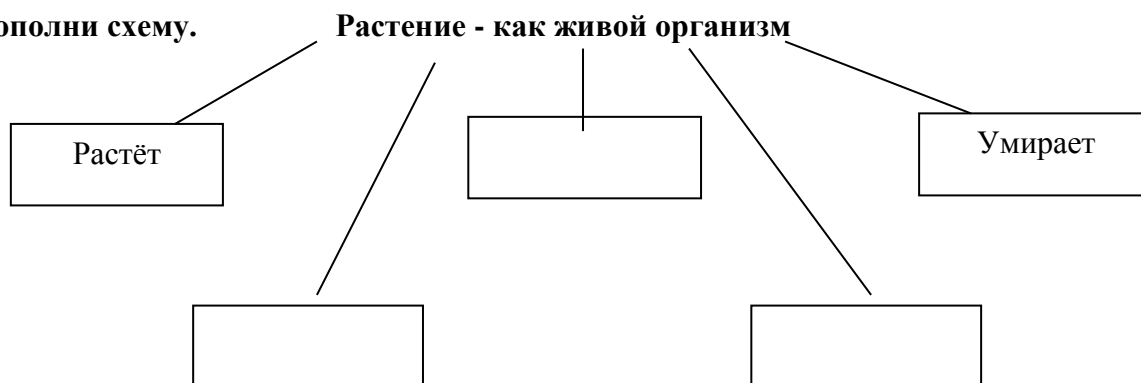 ополни схему. Растение - как живой организм
Растёт
Умирает